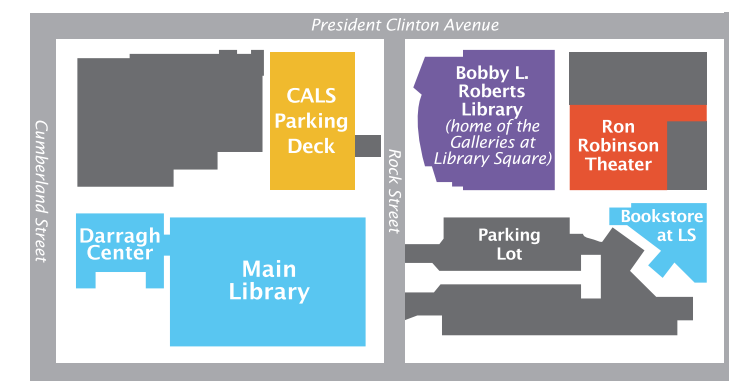 President Clinton Avenue
Cumberland Street
CALS
Parking
Deck
Rock Street
Bobby L.
Roberts
Library
(home of the
Galleries at
Library Square)
Ron
Robinson
Theater
Darragh
Center
Main
Library
Parking
Lot
Bookstore
at LS